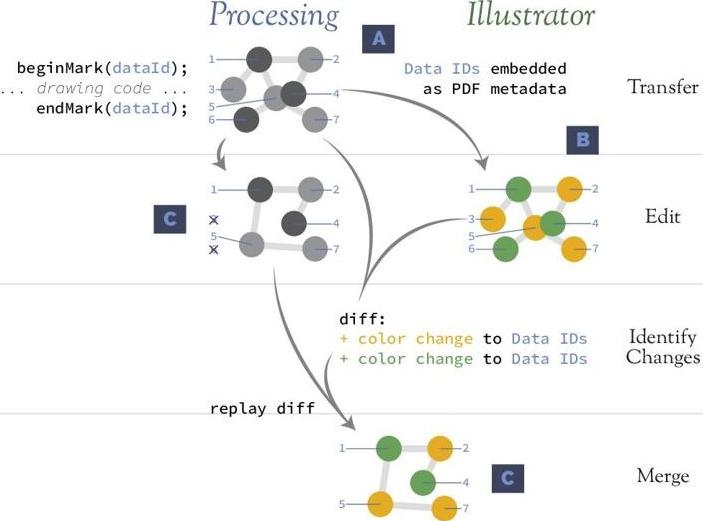 Processing
Illustrator
A
beginMark(dataId);
... drawing code ...
endMark(dataId);
1
2
3
4
5
6
7
Data IDs embedded
as PDF metadata
Transfer
B
C
1
2
x
4
5
x
7
1
2
3
4
5
6
7
Edit
diff:
+ color change to Data IDs
+ color change to Data IDs
Identify
Changes
replay diff
1
2
4
5
7
C
Merge